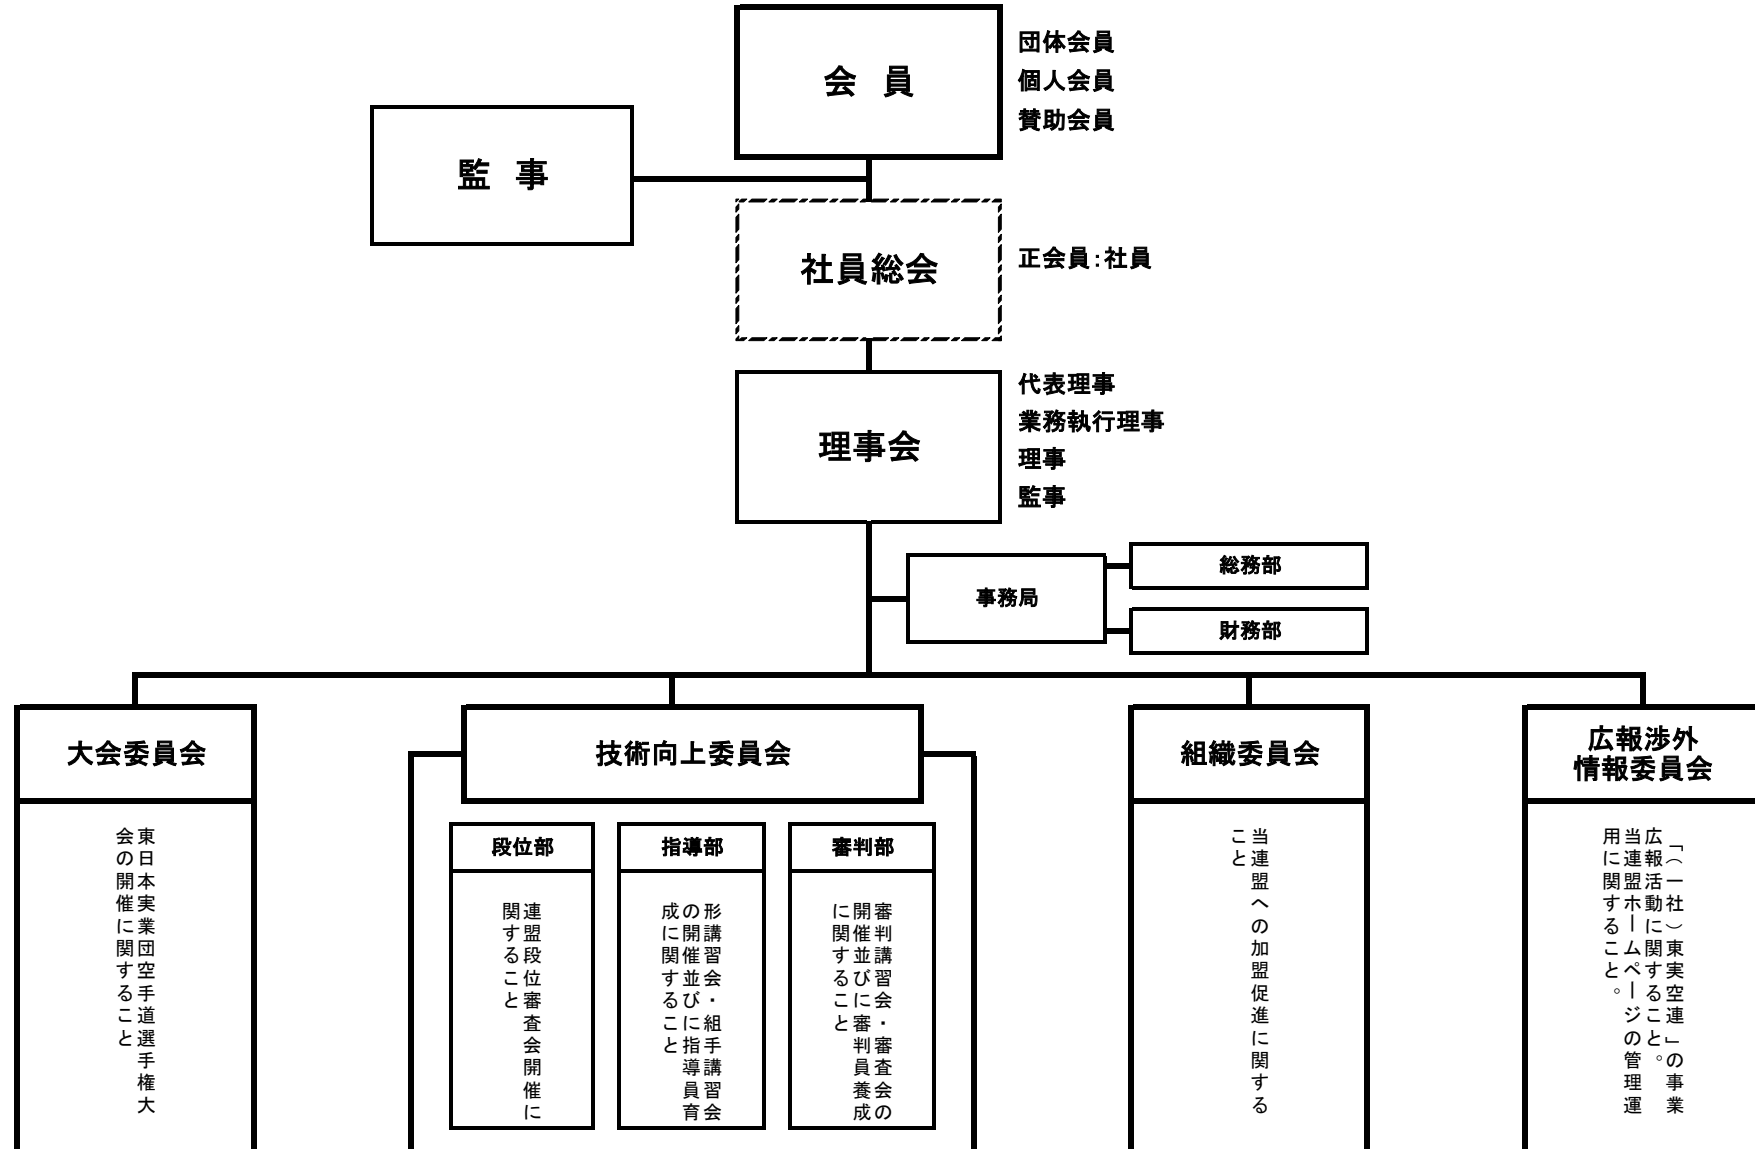 会 員
団体会員
個人会員
賛助会員
監 事
社員総会
正会員：社員
理事会
代表理事
業務執行理事
理事
監事
事務局
総務部
財務部
大会委員会
東日本実業団空手道選手権大
会の開催に関すること
技術向上委員会
段位部
連盟段位審査会開催に
関すること
指導部
形講習会・組手講習会
の開催並びに指導員育
成に関すること
審判部
審判講習会・審査会の
開催並びに審判員養成
に関すること
組織委員会
当連盟への加盟促進に関する
こと
広報渉外
情報委員会
「（一社）東実空連」の事業
広報活動に関すること。
当連盟ホームページの管理運
用に関すること。